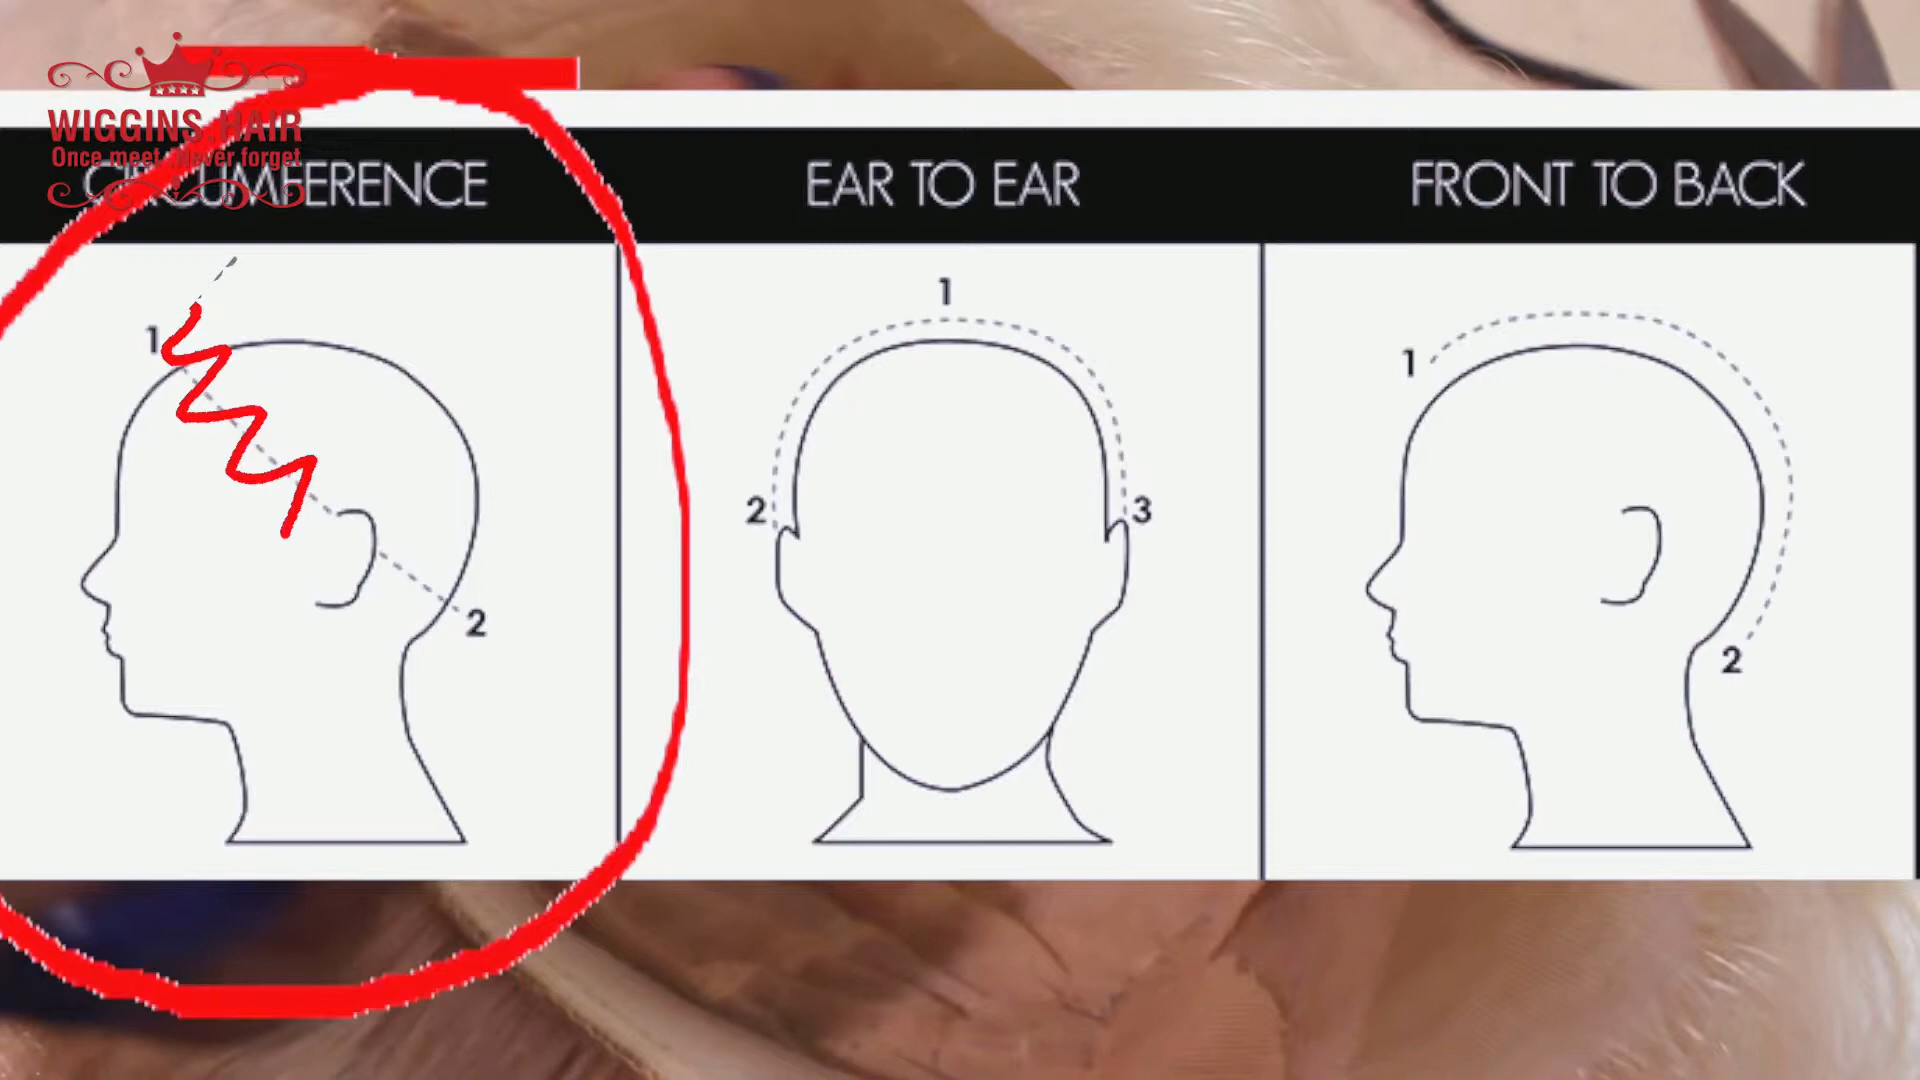 WIGGINS HAIR
Once meet, Never forget
CIRCUMFERENCE
EAR TO EAR
FRONT TO BACK
1
2
1
2
3
1
2